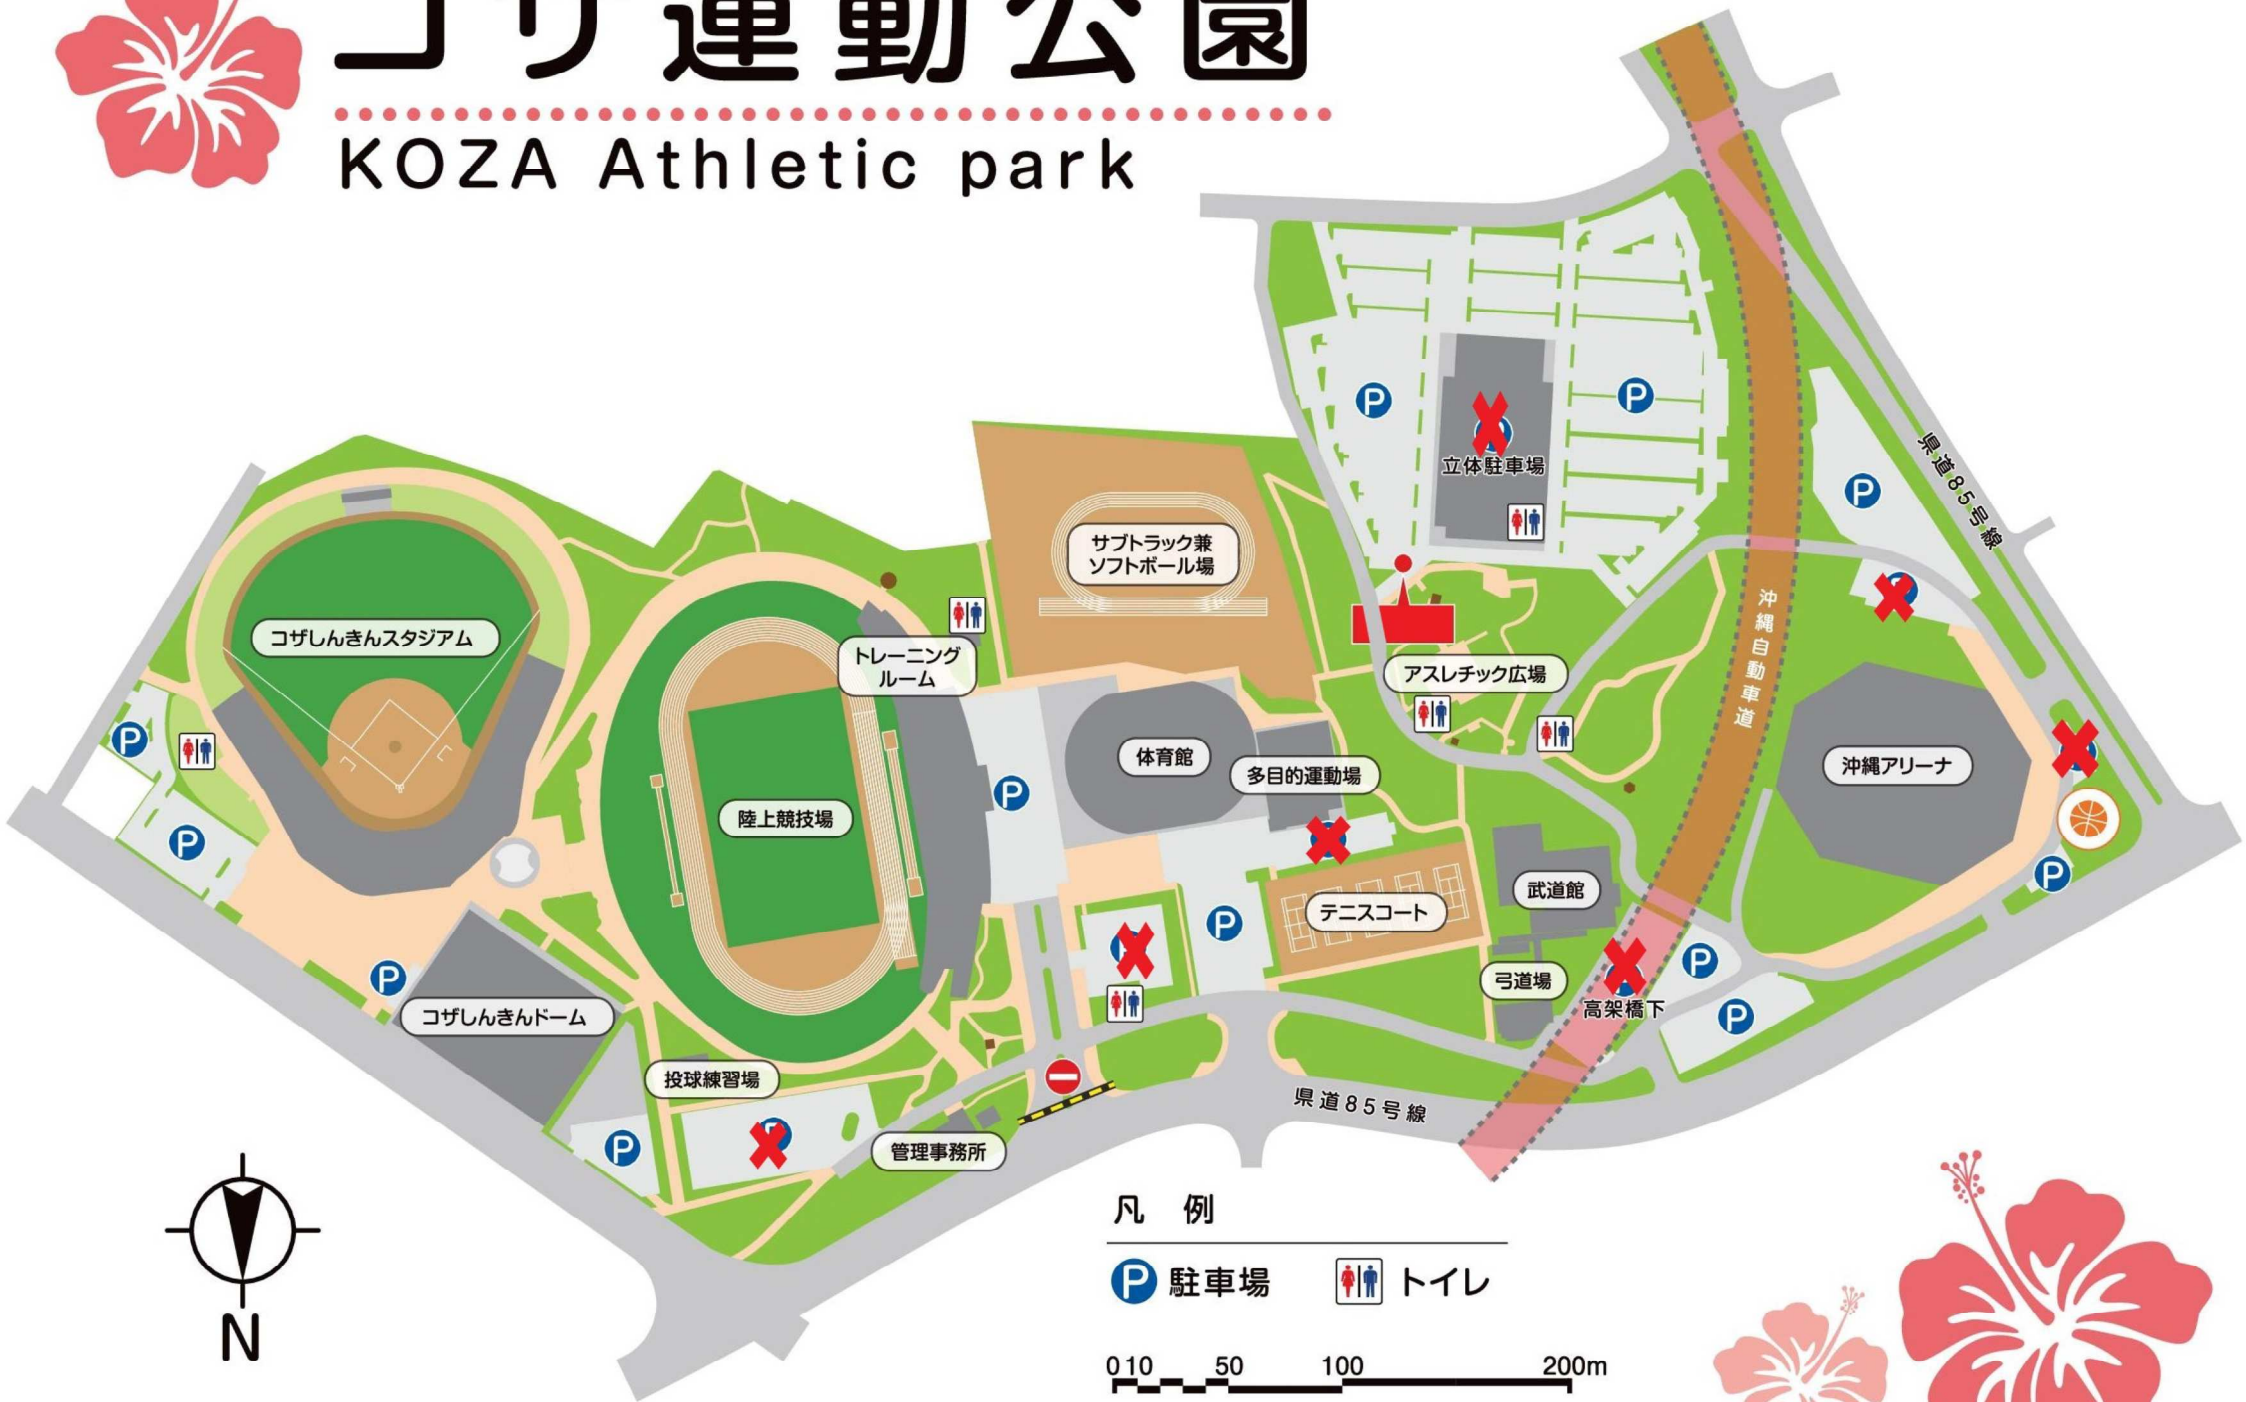 コザ運動公園
KOZA Athletic park
P
P
立体駐車場
県道85号線
P
サブトラック兼
ソフトボール場
沖縄自動車道
コザしんきんスタジアム
トレーニング
ルーム
アスレチック広場
P
体育館
多目的運動場
沖縄アリーナ
P
陸上競技場
P
P
武道館
テニスコート
P
P
P
弓道場
高架橋下
P
P
コザしんきんドーム
投球練習場
県道85号線
P
管理事務所
N
凡 例
P 駐車場
トイレ
0 10 50 100 200m